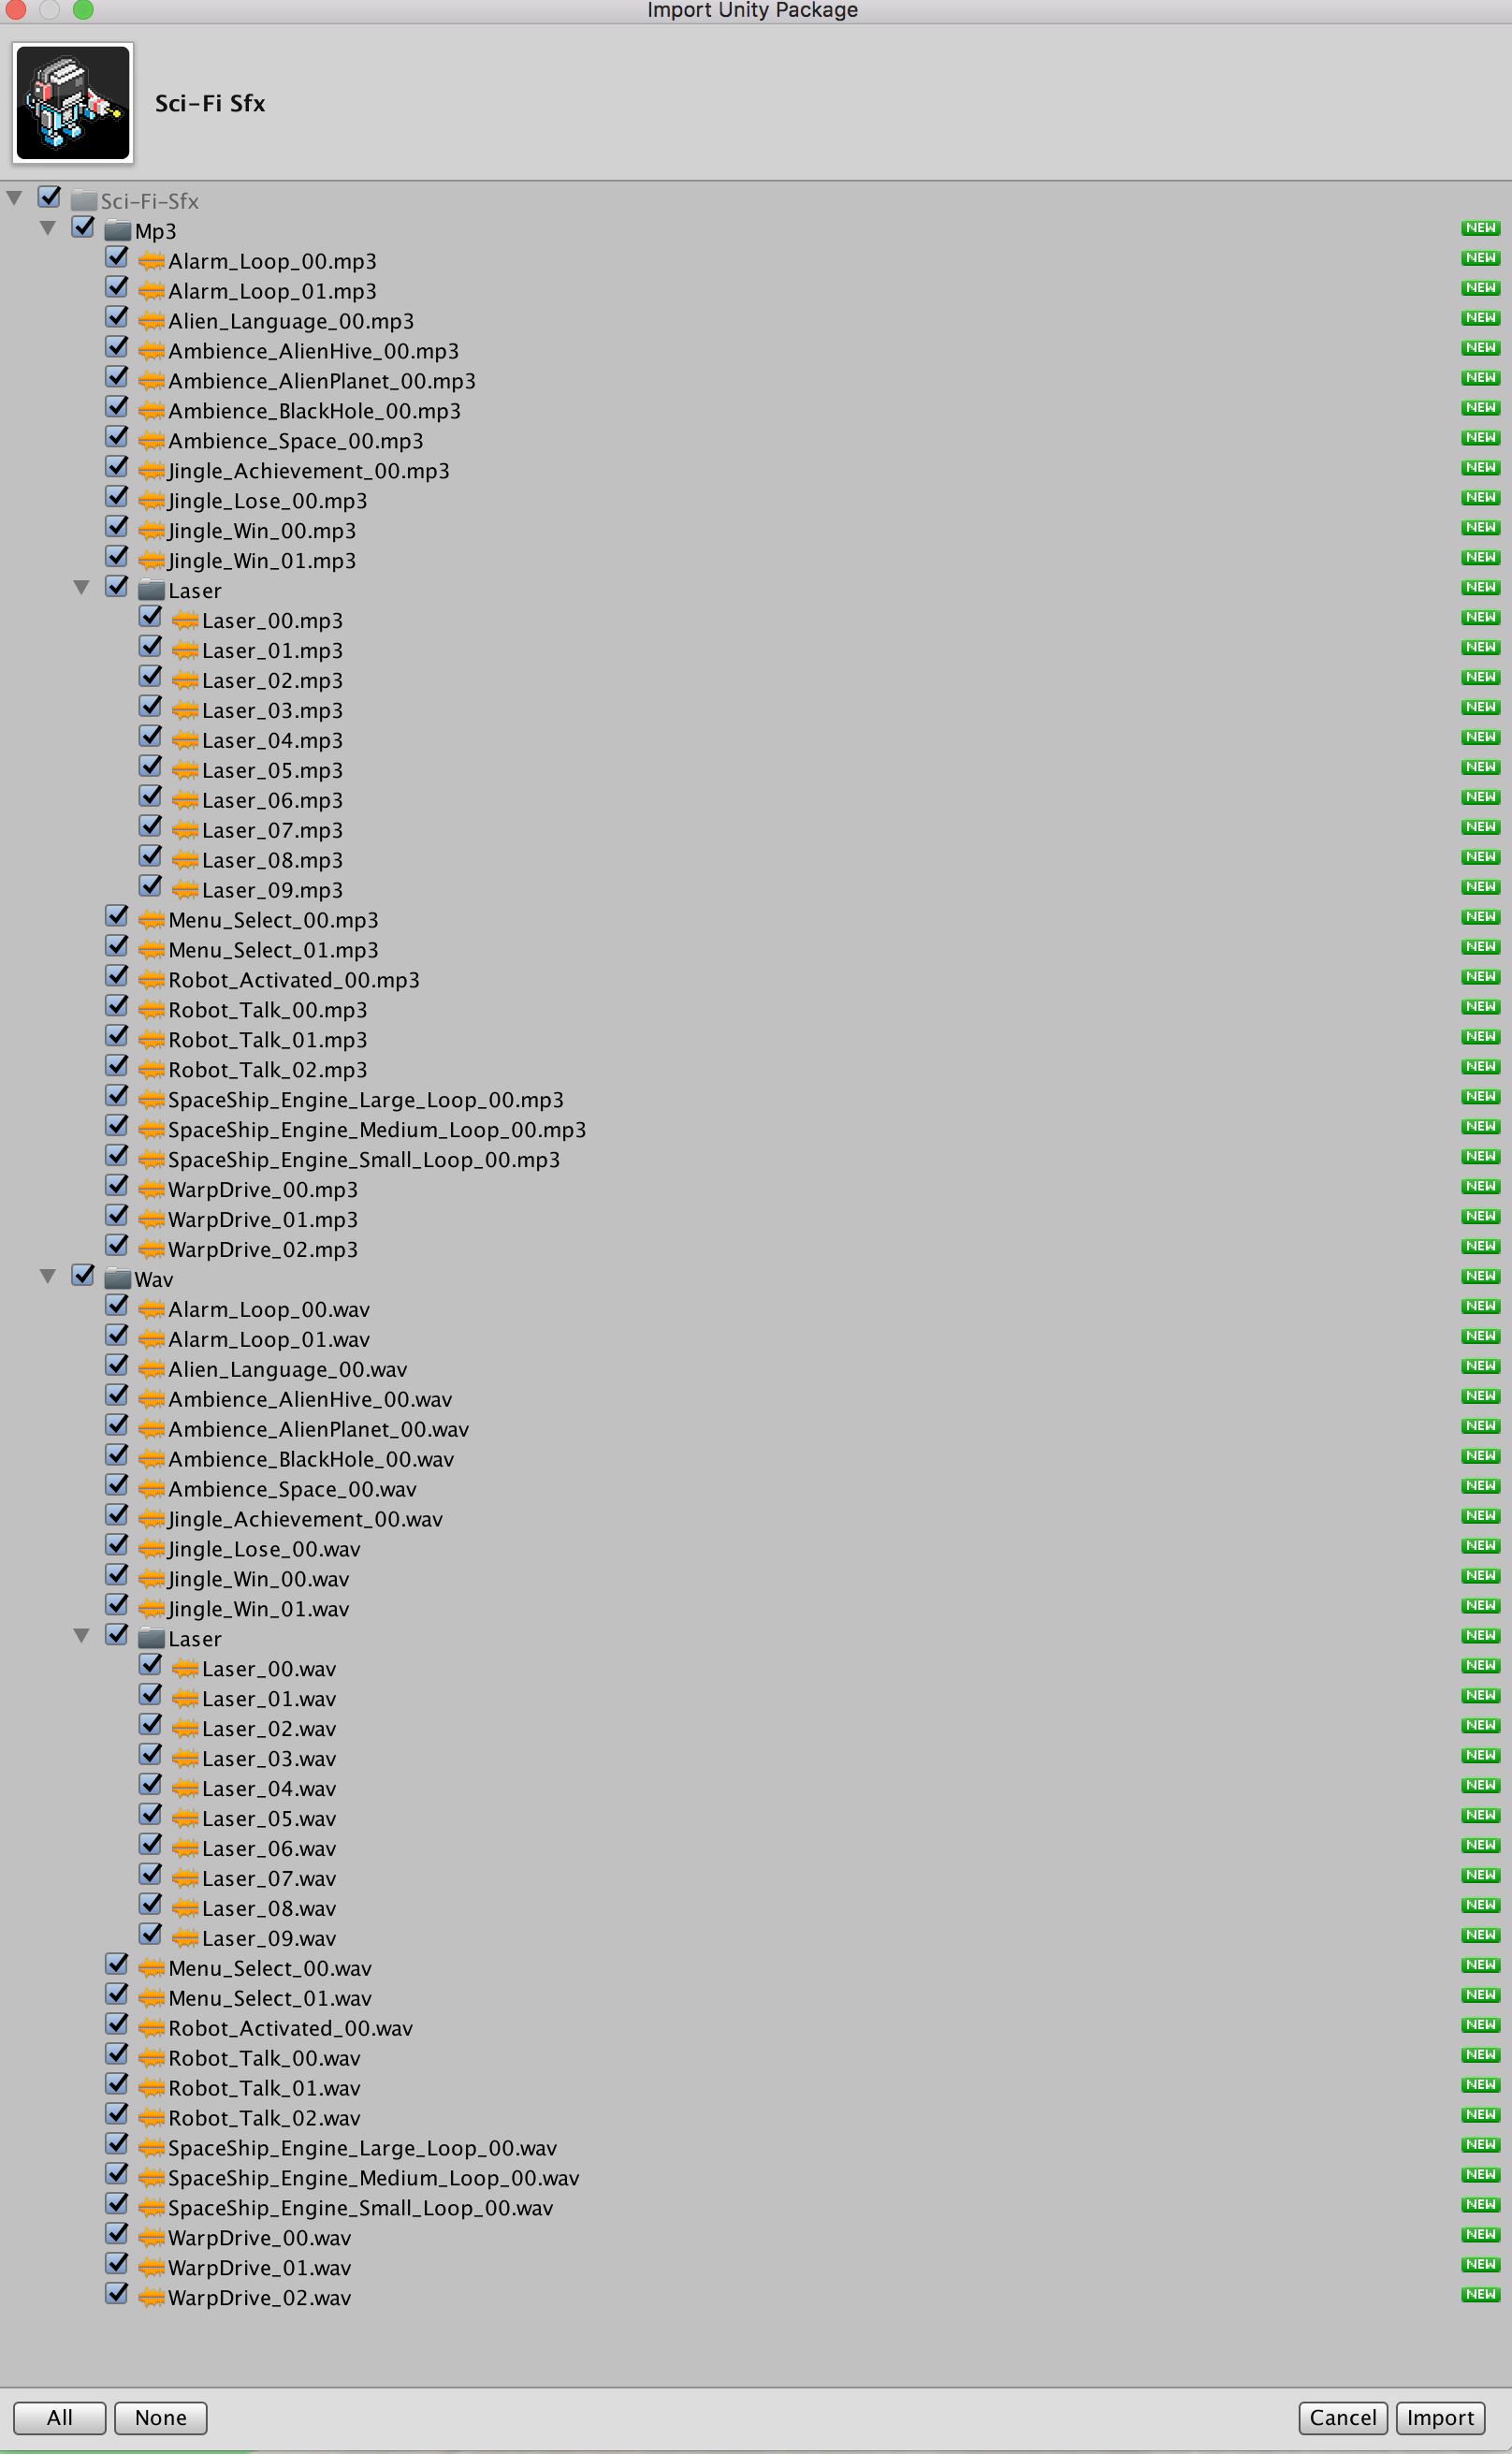 Import Unity Package
Sci-Fi Sfx
Sci-Fi-Sfx
Mp3 NEW
Alarm_Loop_00.mp3 NEW
Alarm_Loop_01.mp3 NEW
Alien_Language_00.mp3 NEW
Ambience_AlienHive_00.mp3 NEW
Ambience_AlienPlanet_00.mp3 NEW
Ambience_BlackHole_00.mp3 NEW
Ambience_Space_00.mp3 NEW
Jingle_Achievement_00.mp3 NEW
Jingle_Lose_00.mp3 NEW
Jingle_Win_00.mp3 NEW
Jingle_Win_01.mp3 NEW
Laser NEW
Laser_00.mp3 NEW
Laser_01.mp3 NEW
Laser_02.mp3 NEW
Laser_03.mp3 NEW
Laser_04.mp3 NEW
Laser_05.mp3 NEW
Laser_06.mp3 NEW
Laser_07.mp3 NEW
Laser_08.mp3 NEW
Laser_09.mp3 NEW
Menu_Select_00.mp3 NEW
Menu_Select_01.mp3 NEW
Robot_Activated_00.mp3 NEW
Robot_Talk_00.mp3 NEW
Robot_Talk_01.mp3 NEW
Robot_Talk_02.mp3 NEW
SpaceShip_Engine_Large_Loop_00.mp3 NEW
SpaceShip_Engine_Medium_Loop_00.mp3 NEW
SpaceShip_Engine_Small_Loop_00.mp3 NEW
WarpDrive_00.mp3 NEW
WarpDrive_01.mp3 NEW
WarpDrive_02.mp3 NEW
Wav NEW
Alarm_Loop_00.wav NEW
Alarm_Loop_01.wav NEW
Alien_Language_00.wav NEW
Ambience_AlienHive_00.wav NEW
Ambience_AlienPlanet_00.wav NEW
Ambience_BlackHole_00.wav NEW
Ambience_Space_00.wav NEW
Jingle_Achievement_00.wav NEW
Jingle_Lose_00.wav NEW
Jingle_Win_00.wav NEW
Jingle_Win_01.wav NEW
Laser NEW
Laser_00.wav NEW
Laser_01.wav NEW
Laser_02.wav NEW
Laser_03.wav NEW
Laser_04.wav NEW
Laser_05.wav NEW
Laser_06.wav NEW
Laser_07.wav NEW
Laser_08.wav NEW
Laser_09.wav NEW
Menu_Select_00.wav NEW
Menu_Select_01.wav NEW
Robot_Activated_00.wav NEW
Robot_Talk_00.wav NEW
Robot_Talk_01.wav NEW
Robot_Talk_02.wav NEW
SpaceShip_Engine_Large_Loop_00.wav NEW
SpaceShip_Engine_Medium_Loop_00.wav NEW
SpaceShip_Engine_Small_Loop_00.wav NEW
WarpDrive_00.wav NEW
WarpDrive_01.wav NEW
WarpDrive_02.wav NEW
All None Cancel Import